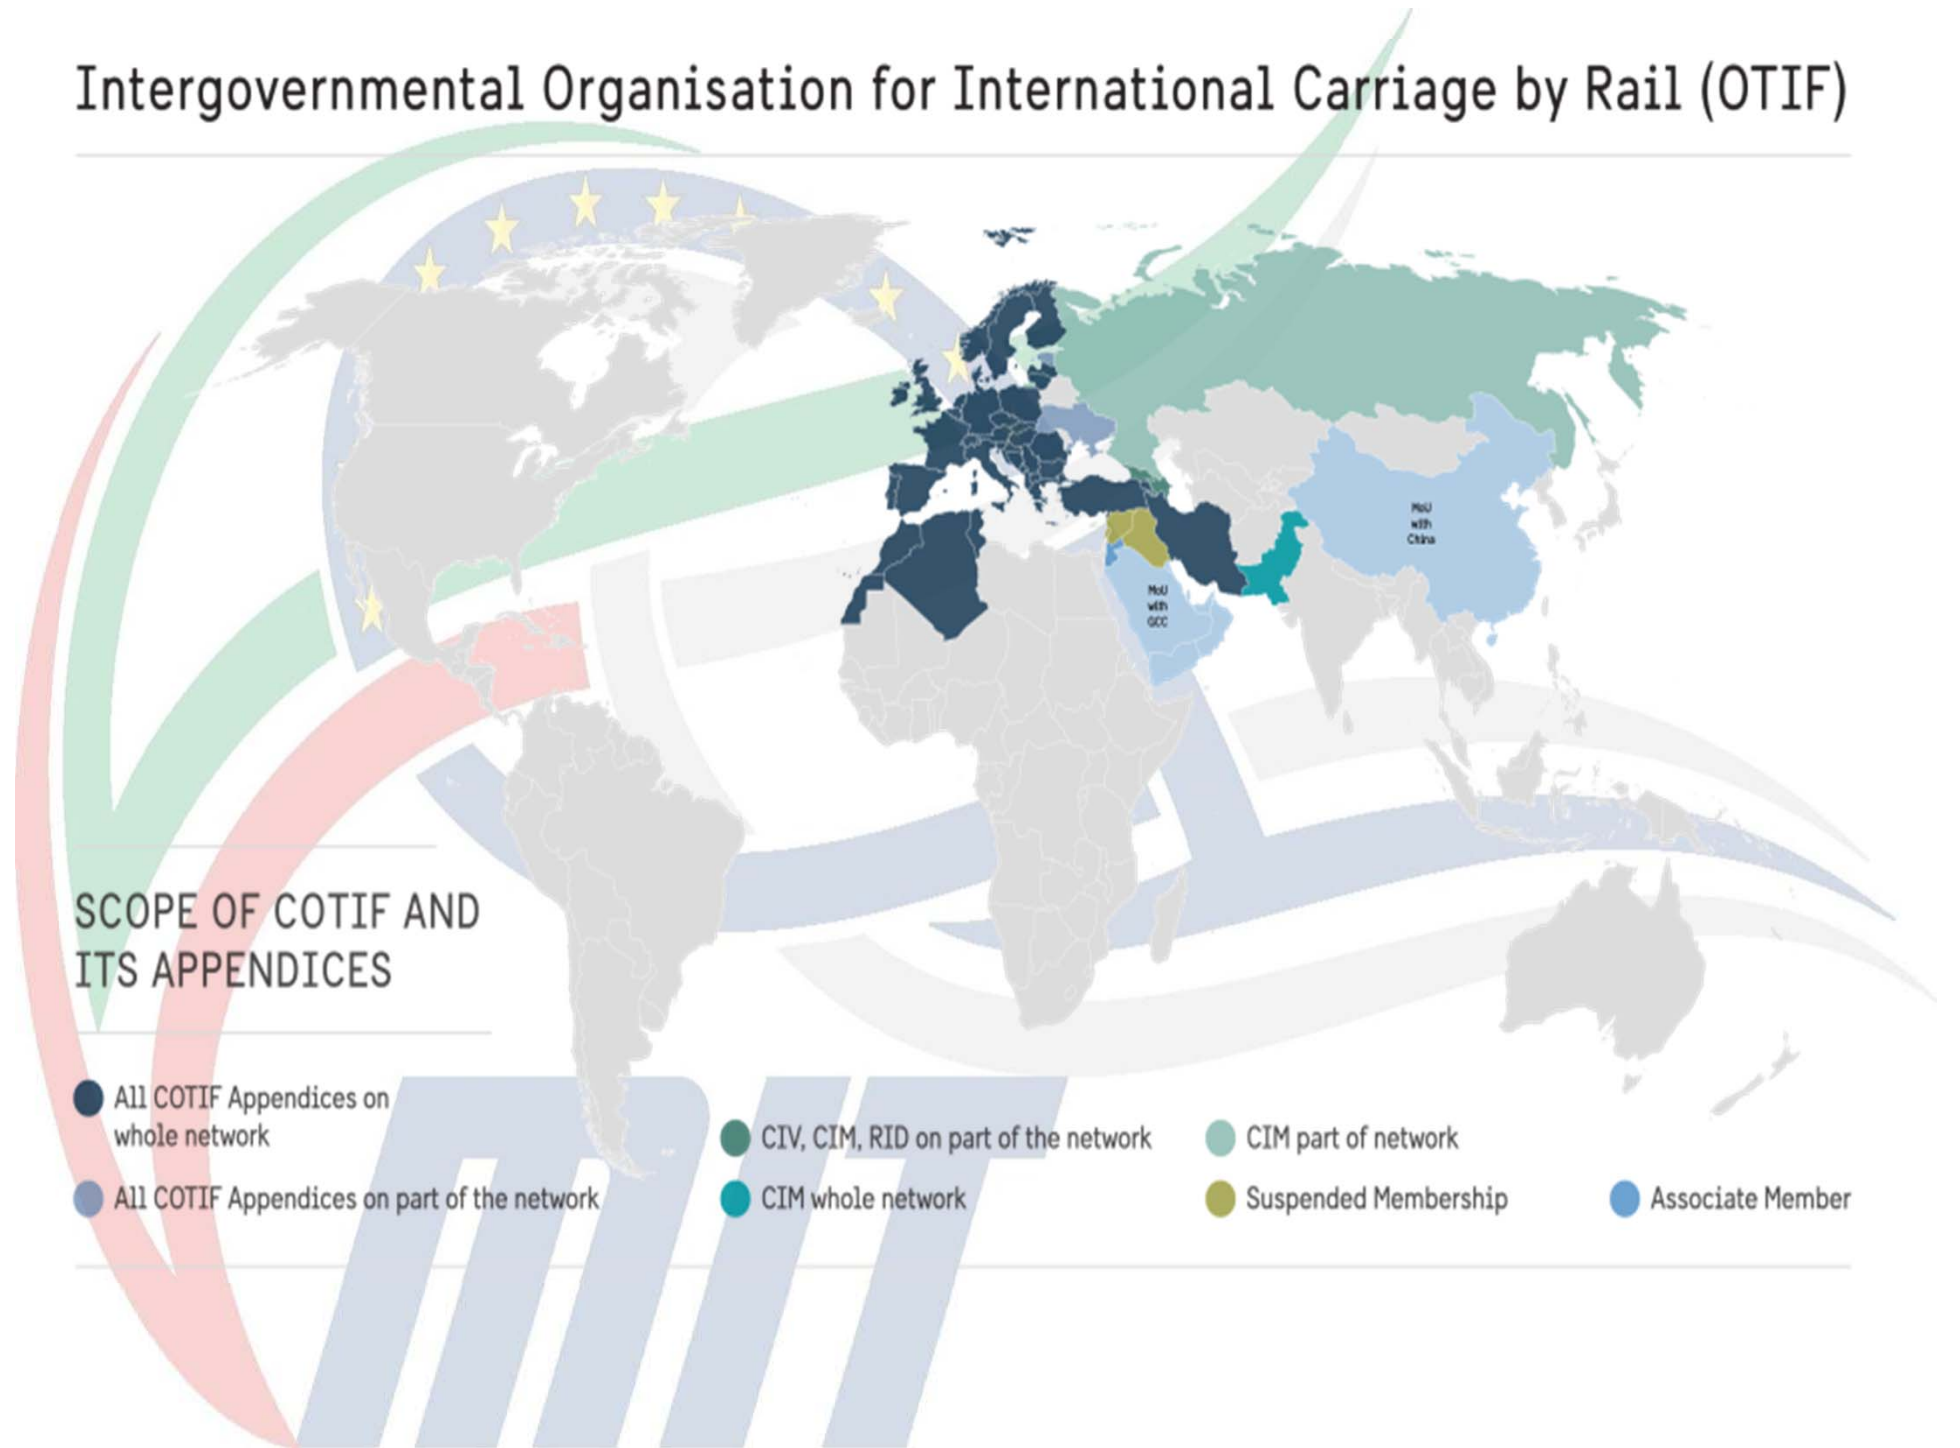 Intergovernmental Organisation for International Carriage by Rail (OTIF)
MoU
with
China
MoU
with
GCC
SCOPE OF COTIF AND
ITS APPENDICES
All COTIF Appendices on
whole network
All COTIF Appendices on part of the network
CIV, CIM, RID on part of the network
CIM whole network
CIM part of network
Suspended Membership
Associate Member
MIT